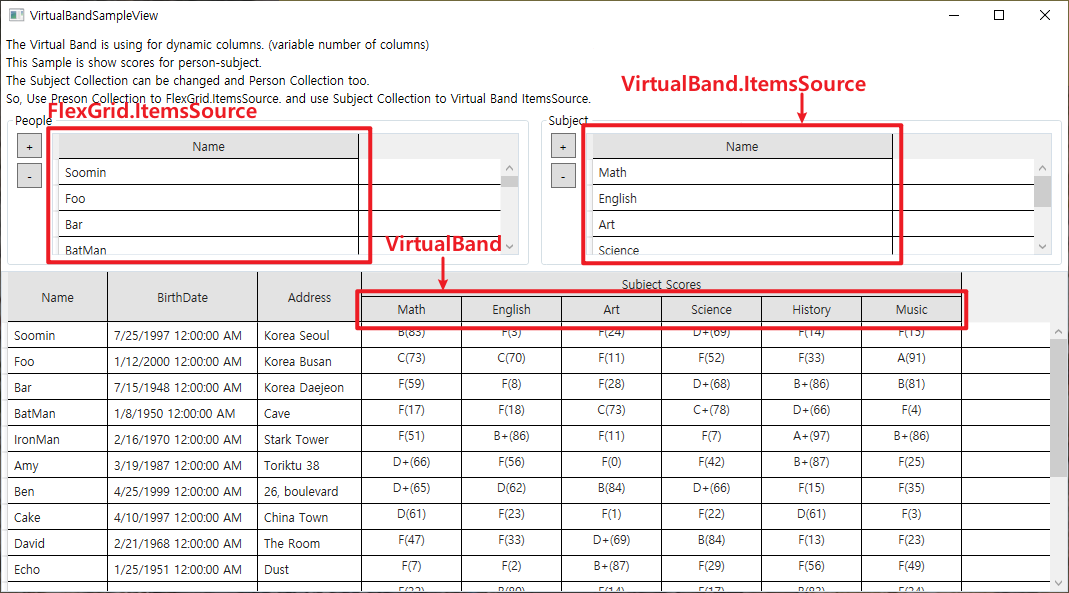 VirtualBandSampleView
The Virtual Band is using for dynamic columns. (variable number of columns)
This Sample is show scores for person-subject.
The Subject Collection can be changed and Person Collection too.
So, Use Preson Collection to FlexGrid.ItemsSource. and use Subject Collection to Virtual Band ItemsSource.
VirtualBand.ItemsSource
FlexGrid.ItemsSource
People
Subject
+
-
Name
Soomin
Foo
Bar
BatMan
+
-
Name
Math
English
Art
Science
VirtualBand
Name BirthDate Address Subject Scores
Math English Art Science History Music
Soomin 7/25/1997 12:00:00 AM Korea Seoul B(83) F(3) F(24) D+(69) F(14) F(15)
Foo 1/12/2000 12:00:00 AM Korea Busan C(73) C(70) F(11) F(52) F(33) A(91)
Bar 7/15/1948 12:00:00 AM Korea Daejeon F(59) F(8) F(28) D+(68) B+(86) B(81)
BatMan 1/8/1950 12:00:00 AM Cave F(17) F(18) C(73) C+(78) D+(66) F(4)
IronMan 2/16/1970 12:00:00 AM Stark Tower F(51) B+(86) F(11) F(7) A+(97) B+(86)
Amy 3/19/1987 12:00:00 AM Toriktu 38 D+(66) F(56) F(0) F(42) B+(87) F(25)
Ben 4/25/1999 12:00:00 AM 26, boulevard D+(65) D(62) B(84) D+(66) F(15) F(35)
Cake 4/10/1997 12:00:00 AM China Town D(61) F(23) F(1) F(22) D(61) F(3)
David 2/21/1968 12:00:00 AM The Room F(47) F(33) D+(69) B(84) F(13) F(23)
Echo 1/25/1951 12:00:00 AM Dust F(7) F(2) B+(87) F(29) F(56) F(49)